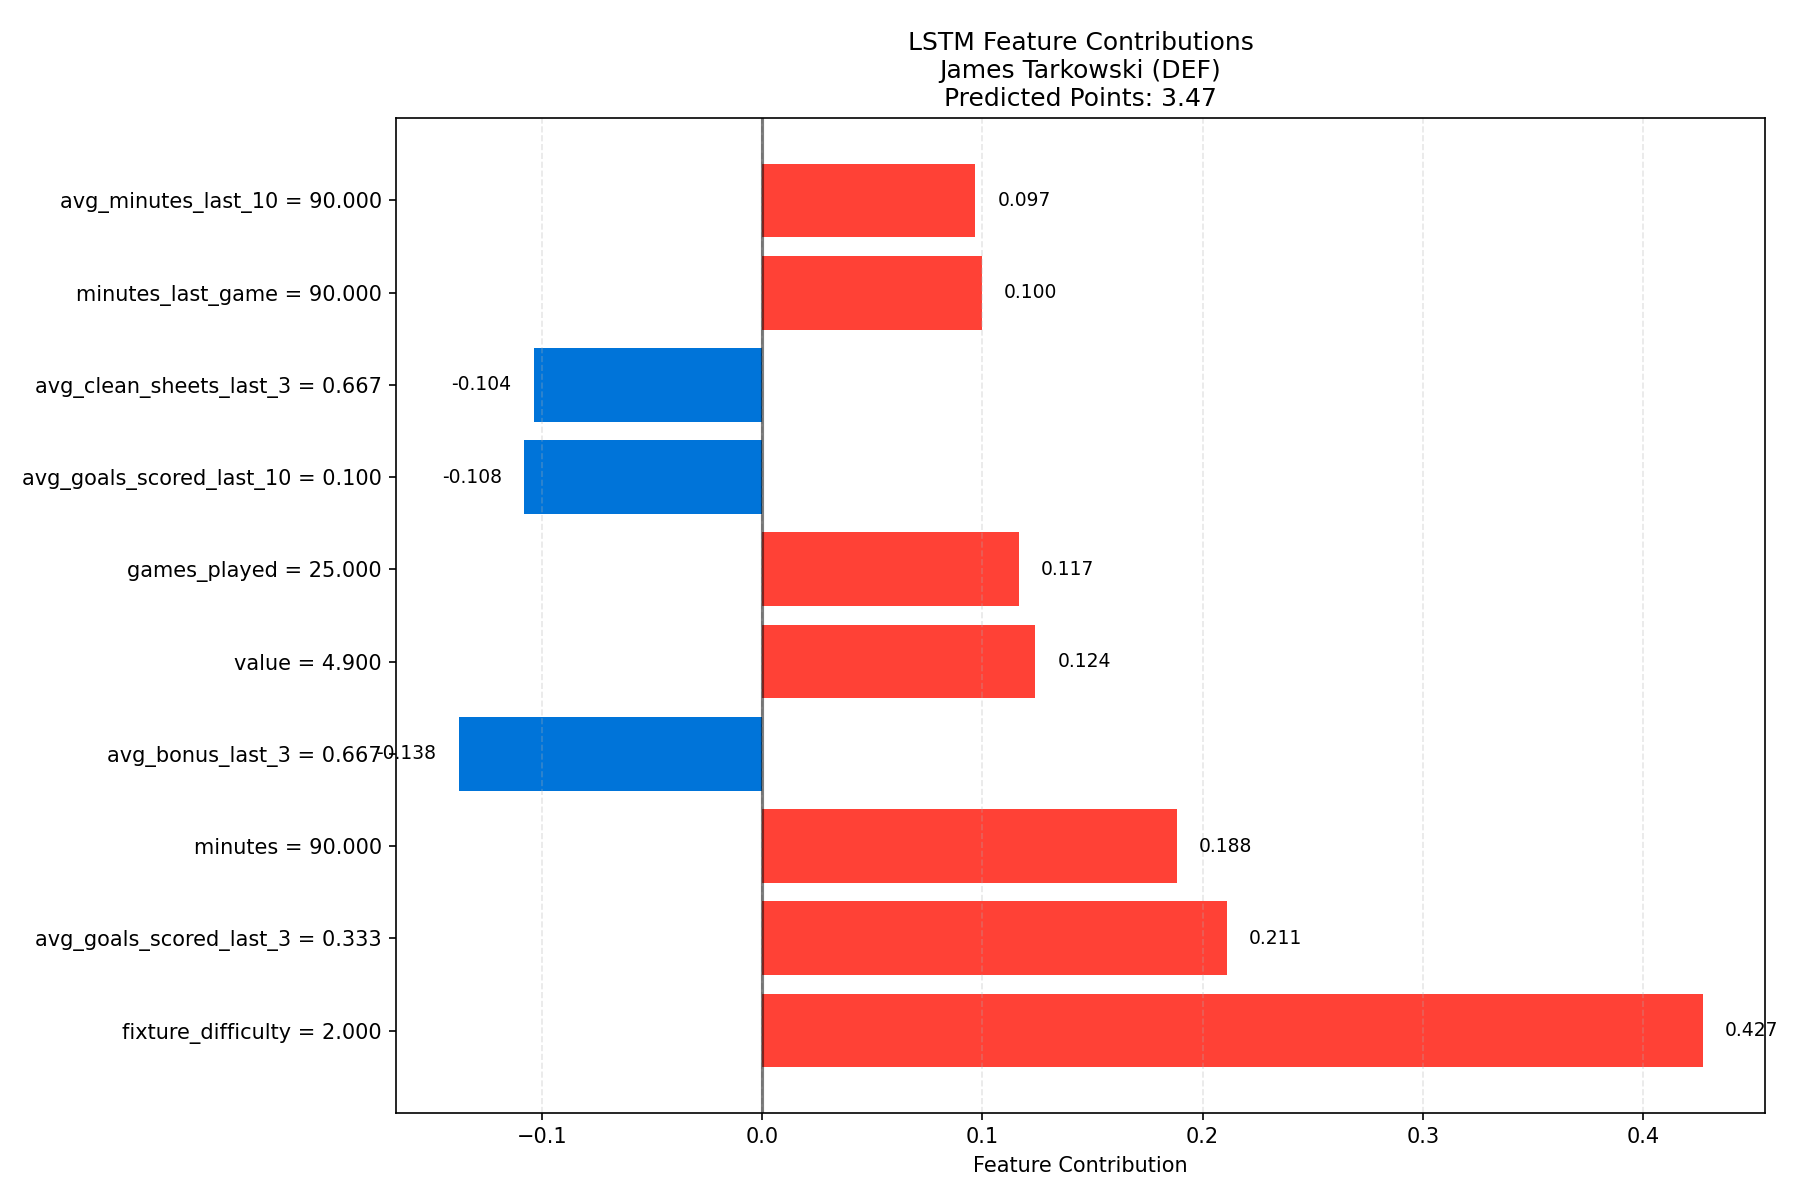 LSTM Feature Contributions
James Tarkowski (DEF)
Predicted Points: 3.47
avg_minutes_last_10 = 90.000 0.097
minutes_last_game = 90.000 0.100
avg_clean_sheets_last_3 = 0.667 -0.104
avg_goals_scored_last_10 = 0.100 -0.108
games_played = 25.000 0.117
value = 4.900 0.124
avg_bonus_last_3 = 0.667 -0.138
minutes = 90.000 0.188
avg_goals_scored_last_3 = 0.333 0.211
fixture_difficulty = 2.000 0.427
−0.1 0.0 0.1 0.2 0.3 0.4
Feature Contribution